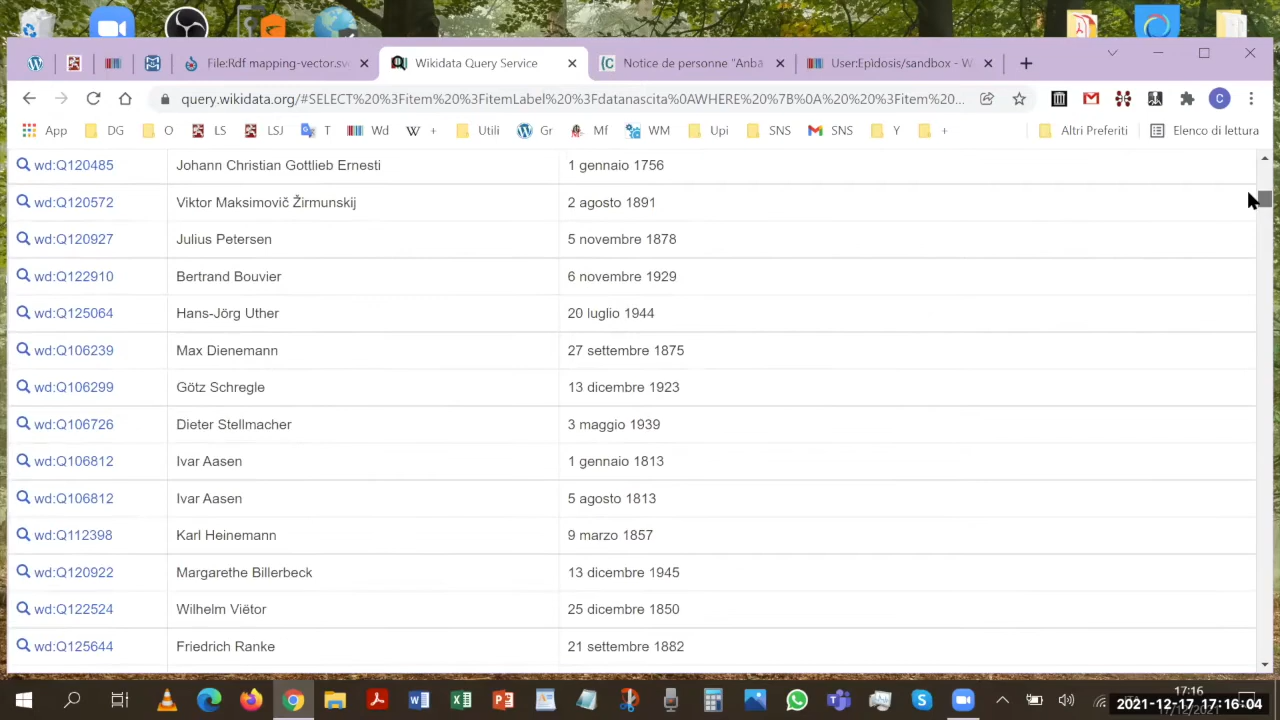 File:Rdf mapping-vector.sv
Wikidata Query Service
Notice de personne "Anbā
User:Epidosis/sandbox - W
query.wikidata.org/#SELECT%20%3Fitem%20%3FitemLabel%20%3Fdatanascita%0AWHERE%20%7B%0A%20%20%3Fitem%20...
App DG O LS LSJ T Wd + Utili Gr Mf WM Upi SNS SNS Y + Altri Preferiti Elenco di lettura
wd:Q120485 Johann Christian Gottlieb Ernesti 1 gennaio 1756
wd:Q120572 Viktor Maksimovič Žirmunskij 2 agosto 1891
wd:Q120927 Julius Petersen 5 novembre 1878
wd:Q122910 Bertrand Bouvier 6 novembre 1929
wd:Q125064 Hans-Jörg Uther 20 luglio 1944
wd:Q106239 Max Dienemann 27 settembre 1875
wd:Q106299 Götz Schregle 13 dicembre 1923
wd:Q106726 Dieter Stellmacher 3 maggio 1939
wd:Q106812 Ivar Aasen 1 gennaio 1813
wd:Q106812 Ivar Aasen 5 agosto 1813
wd:Q112398 Karl Heinemann 9 marzo 1857
wd:Q120922 Margarethe Billerbeck 13 dicembre 1945
wd:Q122524 Wilhelm Viëtor 25 dicembre 1850
wd:Q125644 Friedrich Ranke 21 settembre 1882
17:16
2021-12-17 17:16:04